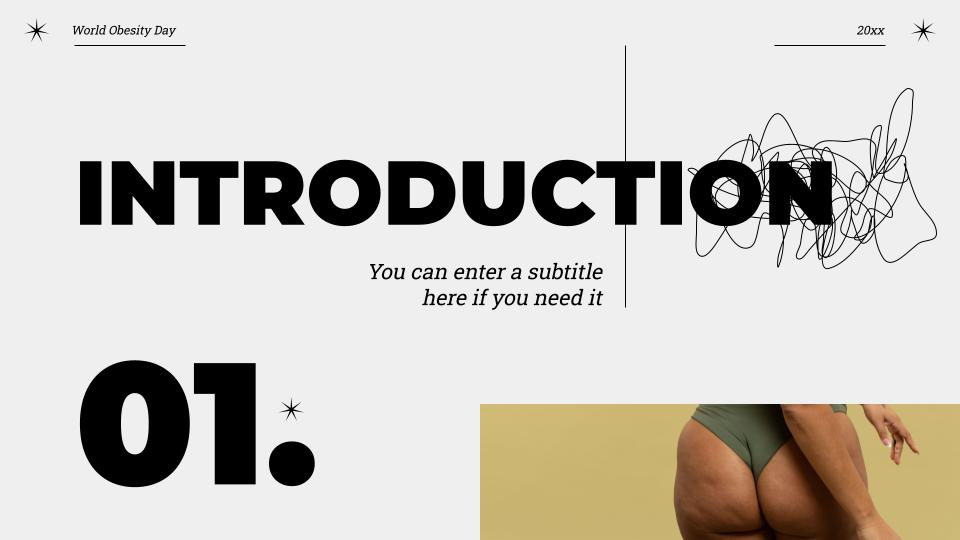 World Obesity Day
20xx
INTRODUCTION
You can enter a subtitle
here if you need it
01.